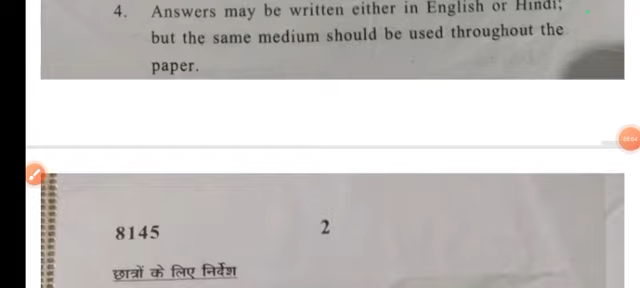 4. Answers may be written either in English or Hindi;
but the same medium should be used throughout the
paper.
8145 2
छात्रों के लिए निर्देश